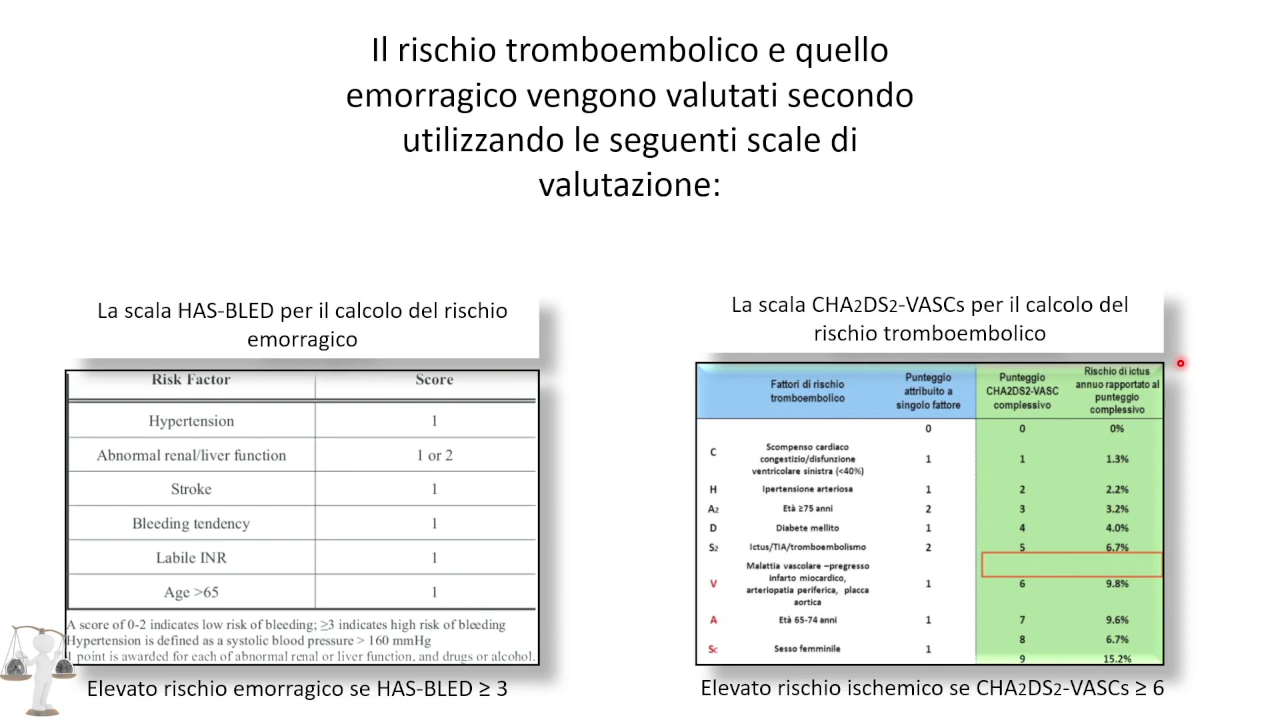 Il rischio tromboembolico e quello
emorragico vengono valutati secondo
utilizzando le seguenti scale di
valutazione:
La scala HAS-BLED per il calcolo del rischio
emorragico
Risk Factor Score
Hypertension 1
Abnormal renal/liver function 1 or 2
Stroke 1
Bleeding tendency 1
Labile INR 1
Age >65 1
A score of 0-2 indicates low risk of bleeding; ≥3 indicates high risk of bleeding
Hypertension is defined as a systolic blood pressure > 160 mmHg
1 point is awarded for each of abnormal renal or liver function, and drugs or alcohol.
Elevato rischio emorragico se HAS-BLED ≥ 3
La scala CHA2DS2-VASCs per il calcolo del
rischio tromboembolico
Fattori di rischio
tromboembolico
Punteggio
attribuito a
singolo fattore
Punteggio
CHA2DS2-VASC
complessivo
Rischio di ictus
annuo rapportato al
punteggio
complessivo
0 0 0%
C Scompenso cardiaco
congestizio/disfunzione
ventricolare sinistra (<40%) 1 1 1.3%
H Ipertensione arteriosa 1 2 2.2%
A2 Età ≥75 anni 2 3 3.2%
D Diabete mellito 1 4 4.0%
S2 Ictus/TIA/tromboembolismo 2 5 6.7%
V Malattia vascolare –pregresso
infarto miocardico,
arteriopatia periferica, placca
aortica 1 6 9.8%
A Età 65-74 anni 1 7 9.6%
8 6.7%
Sc Sesso femminile 1
9 15.2%
Elevato rischio ischemico se CHA2DS2-VASCs ≥ 6